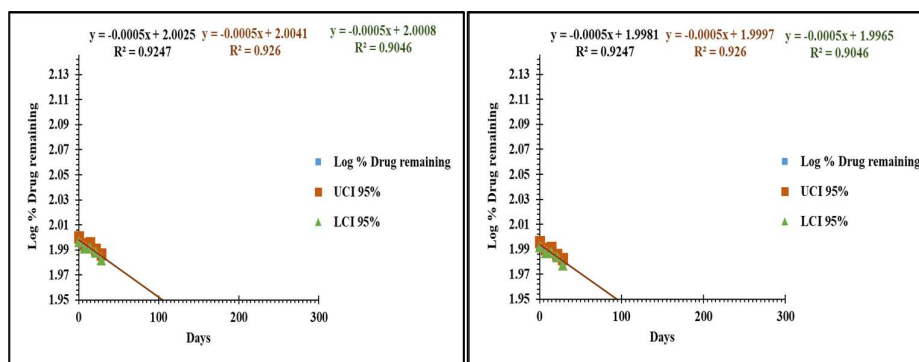 y = -0.0005x + 2.0025 y = -0.0005x + 2.0041 y = -0.0005x + 2.0008
R² = 0.9247 R² = 0.926 R² = 0.9046
2.13
2.11
2.09
2.07
2.05
2.03
2.01
1.99
1.97
1.95
Log % Drug remaining
Log % Drug remaining
UCI 95%
LCI 95%
0 100 200 300
Days
y = -0.0005x + 1.9981 y = -0.0005x + 1.9997 y = -0.0005x + 1.9965
R² = 0.9247 R² = 0.926 R² = 0.9046
2.13
2.11
2.09
2.07
2.05
2.03
2.01
1.99
1.97
1.95
Log % Drug remaining
Log % Drug remaining
UCI 95%
LCI 95%
0 100 200 300
Days